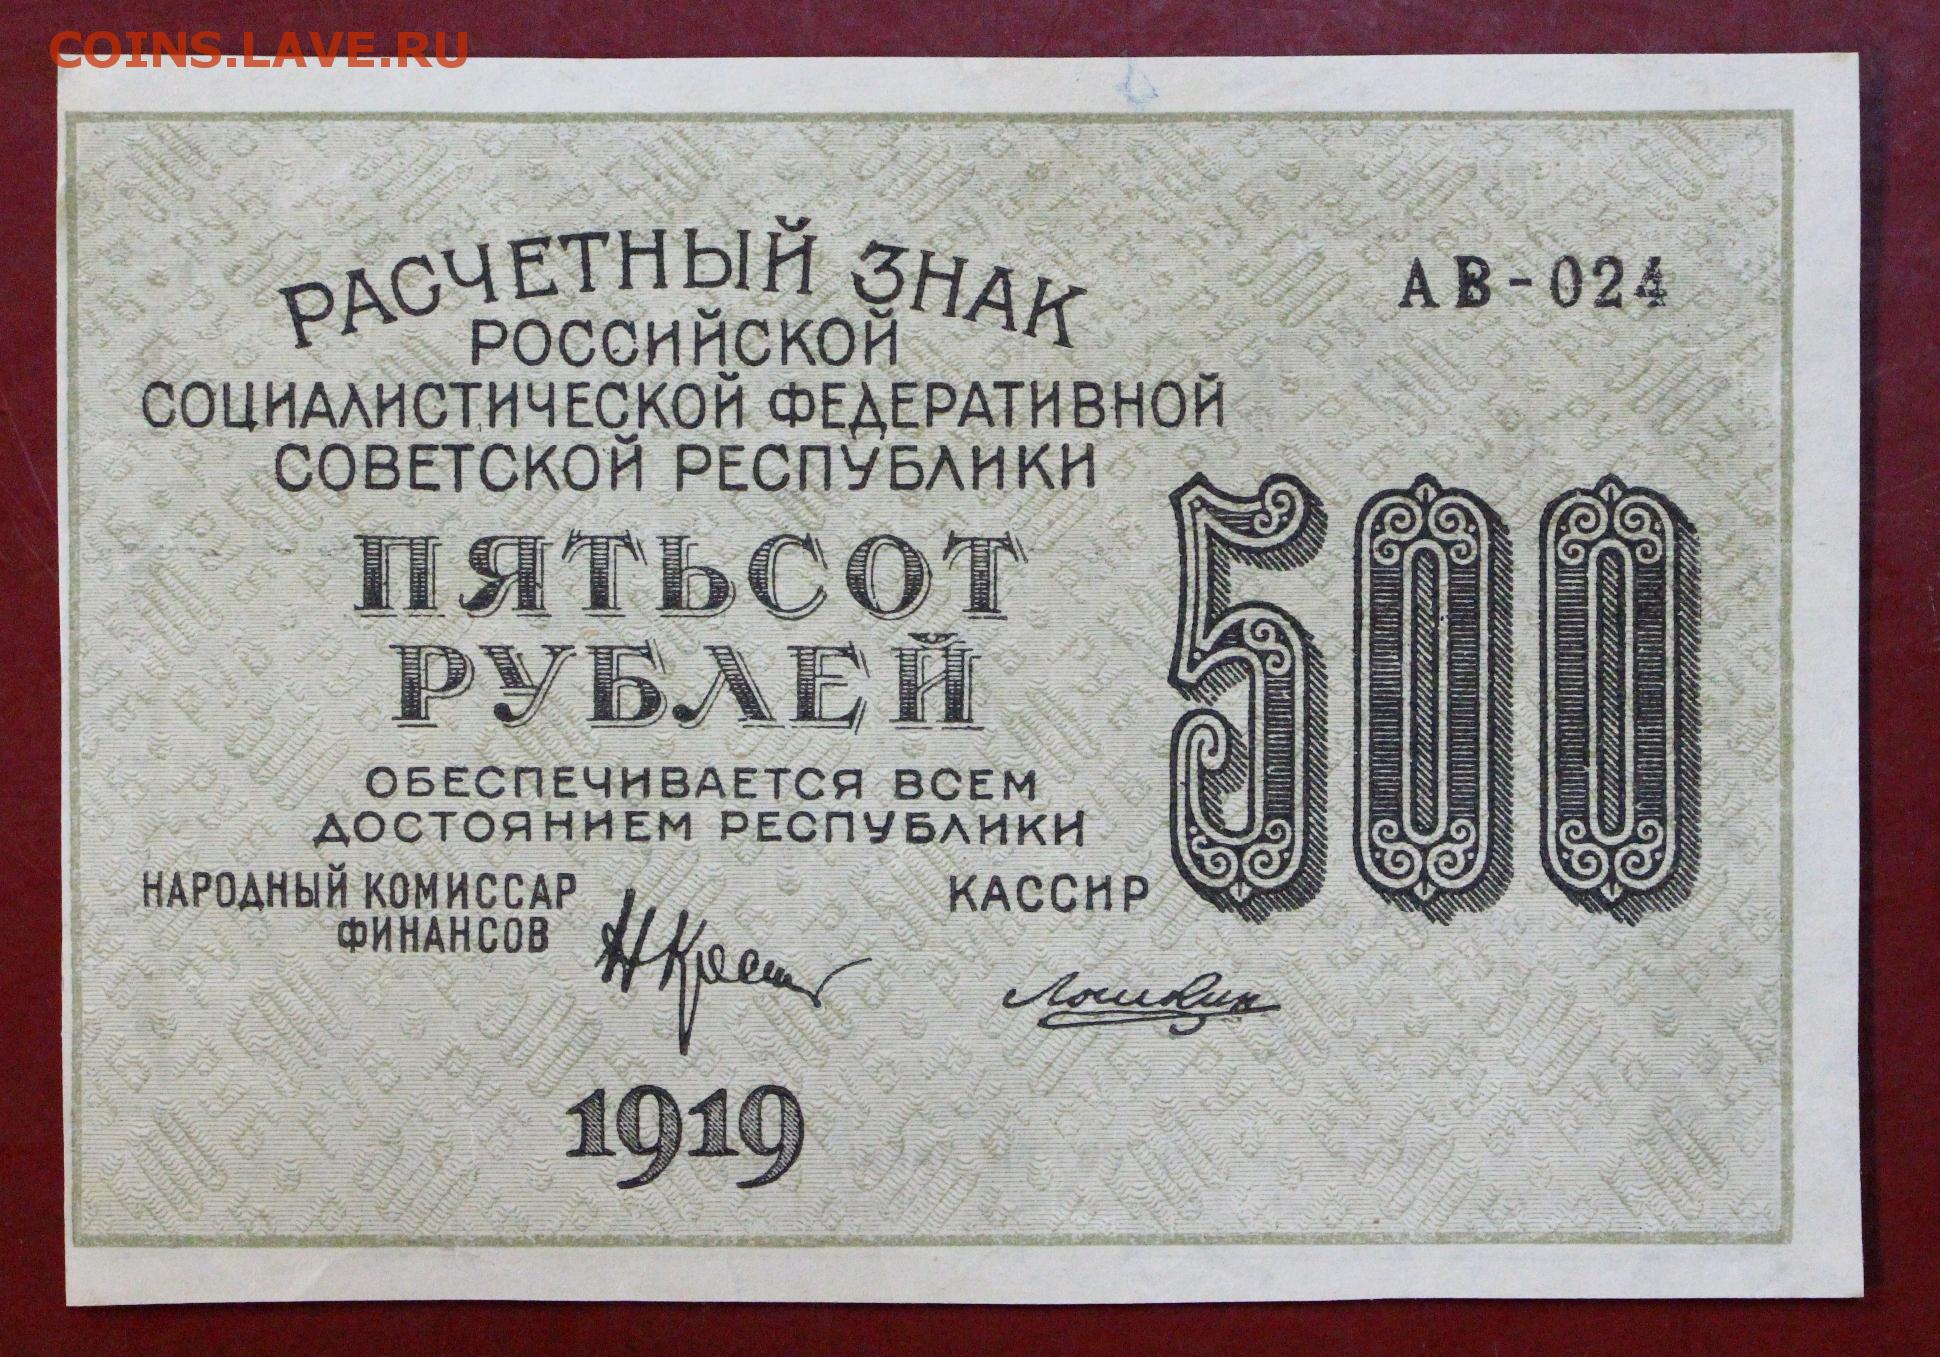 COINS.LAVE.RU
РАСЧЕТНЫЙ ЗНАК
АВ-024
РОССИЙСКОЙ
СОЦИАЛИСТИЧЕСКОЙ ФЕДЕРАТИВНОЙ
СОВЕТСКОЙ РЕСПУБЛИКИ
ПЯТЬСОТ
РУБЛЕЙ
500
ОБЕСПЕЧИВАЕТСЯ ВСЕМ
ДОСТОЯНИЕМ РЕСПУБЛИКИ
НАРОДНЫЙ КОМИССАР
ФИНАНСОВ
КАССИР
1919